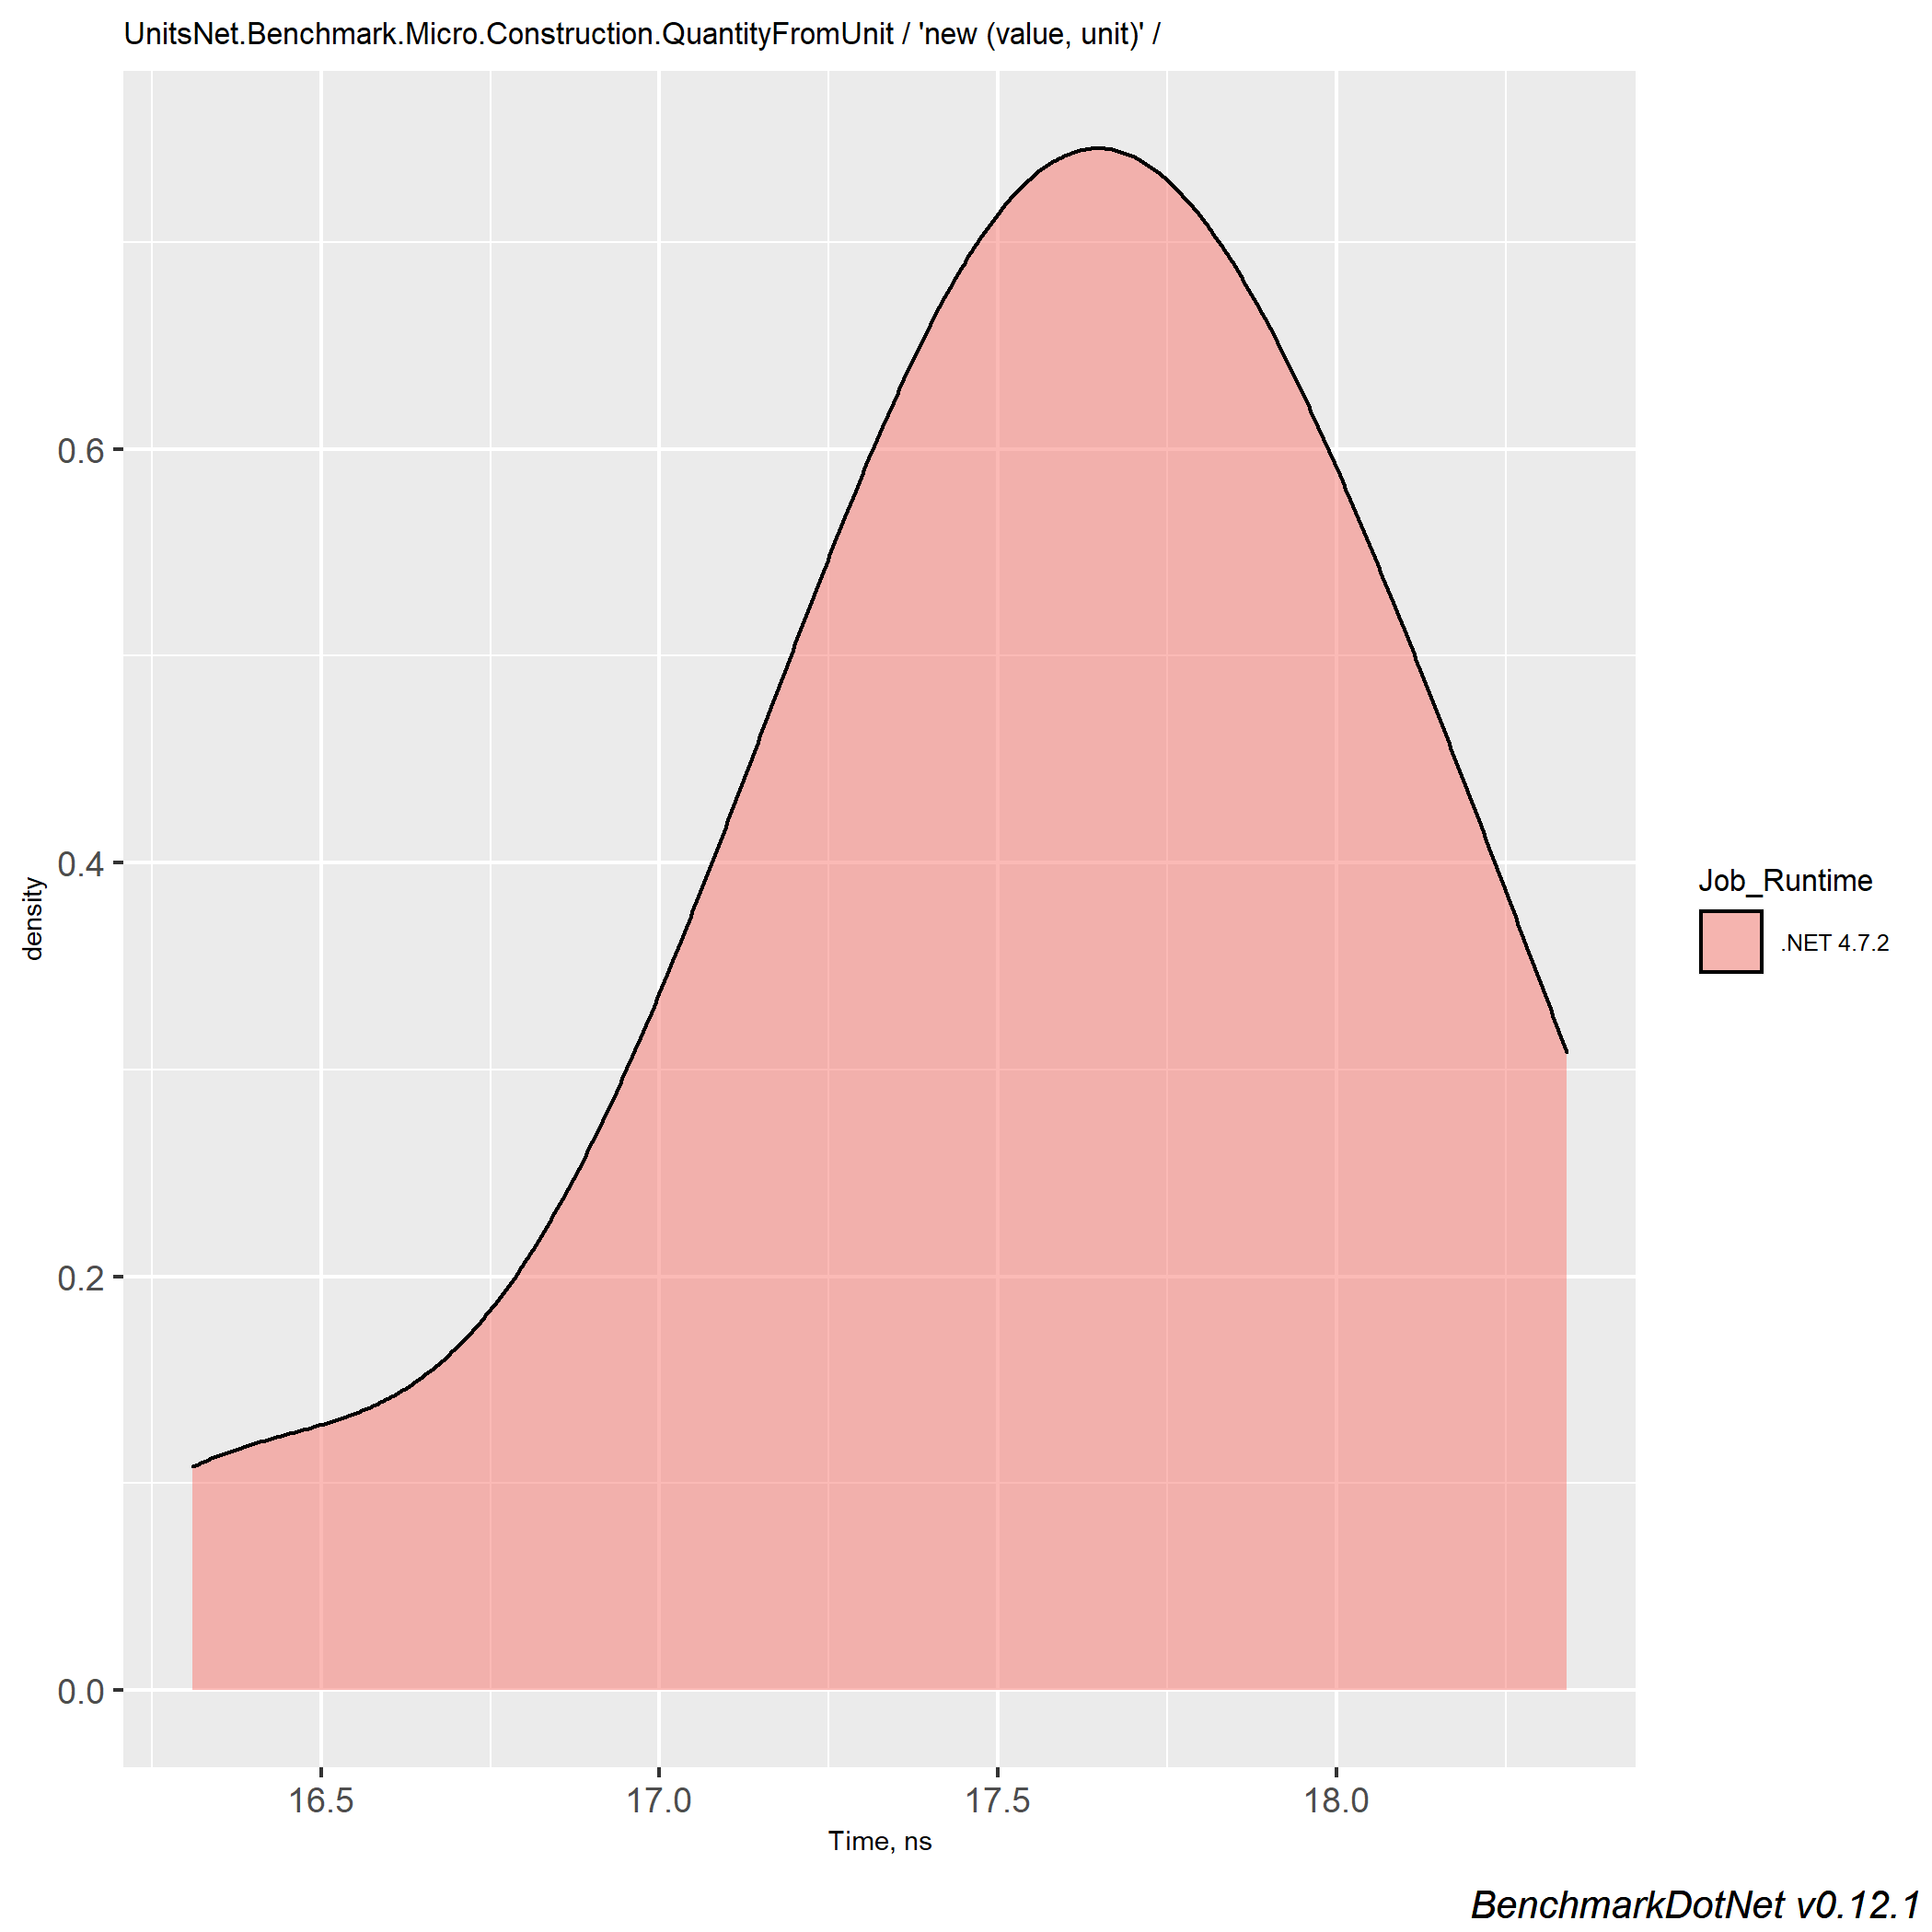 UnitsNet.Benchmark.Micro.Construction.QuantityFromUnit / 'new (value, unit)' /
0.6
0.4
0.2
0.0
density
16.5 17.0 17.5 18.0
Time, ns
Job_Runtime
.NET 4.7.2
BenchmarkDotNet v0.12.1